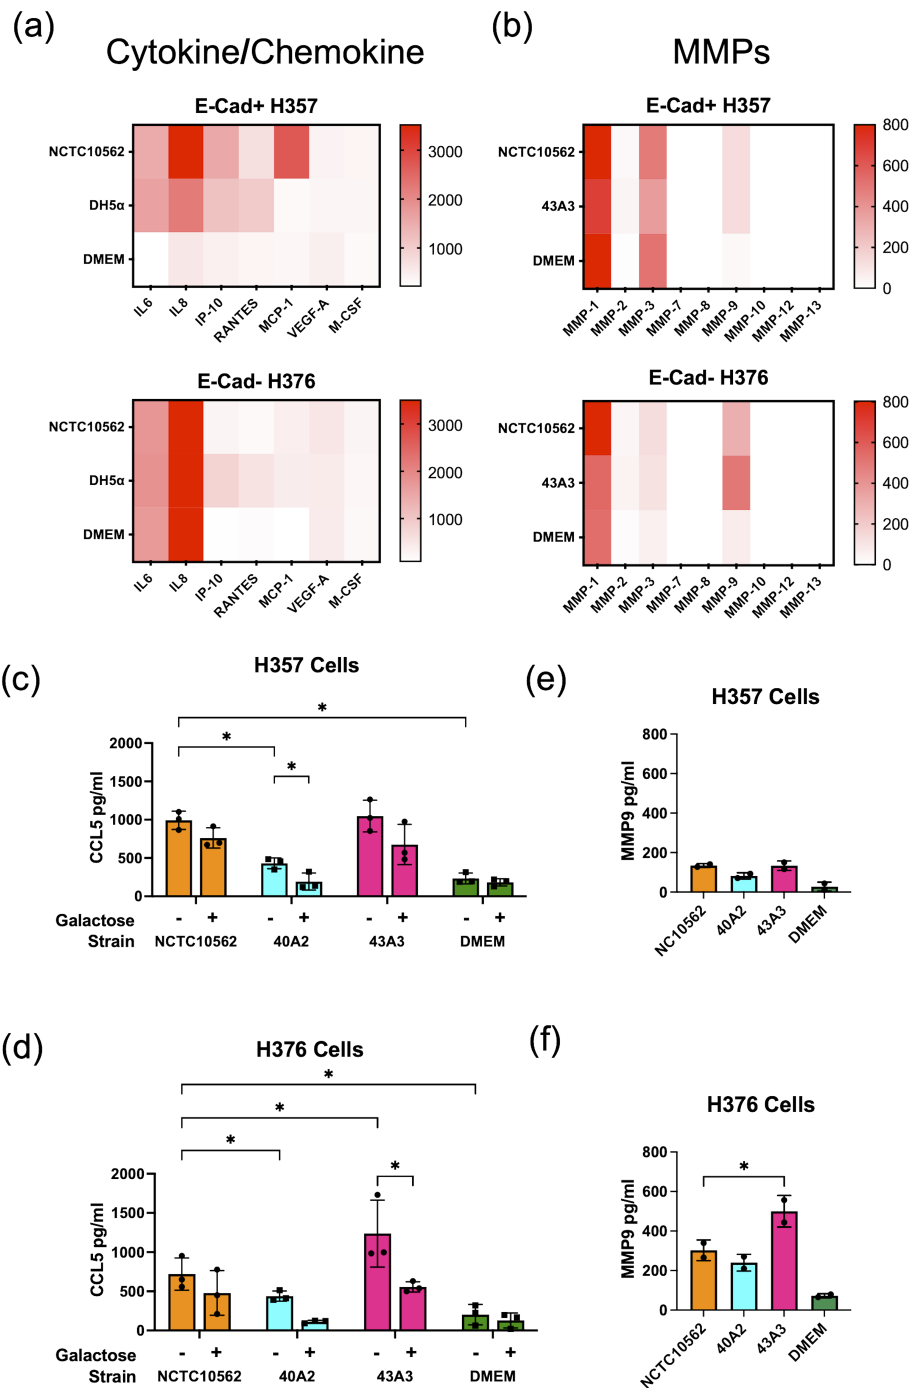 (a)
Cytokine/Chemokine
E-Cad+ H357
NCTC10562
DH5α
DMEM
IL6
IL8
IP-10
RANTES
MCP-1
VEGF-A
M-CSF
3000
2000
1000
E-Cad- H376
NCTC10562
DH5α
DMEM
IL6
IL8
IP-10
RANTES
MCP-1
VEGF-A
M-CSF
3000
2000
1000
(b)
MMPs
E-Cad+ H357
NCTC10562
43A3
DMEM
MMP-1
MMP-2
MMP-3
MMP-7
MMP-8
MMP-9
MMP-10
MMP-12
MMP-13
800
600
400
200
0
E-Cad- H376
NCTC10562
43A3
DMEM
MMP-1
MMP-2
MMP-3
MMP-7
MMP-8
MMP-9
MMP-10
MMP-12
MMP-13
800
600
400
200
0
(c)
H357 Cells
*
*
*
CCL5 pg/ml
2000
1500
1000
500
0
Galactose - + - + - + - +
Strain NCTC10562 40A2 43A3 DMEM
(e)
H357 Cells
MMP9 pg/ml
800
600
400
200
0
NC10562
40A2
43A3
DMEM
(d)
H376 Cells
*
*
*
*
CCL5 pg/ml
2000
1500
1000
500
0
Galactose - + - + - + - +
Strain NCTC10562 40A2 43A3 DMEM
(f)
H376 Cells
*
MMP9 pg/ml
800
600
400
200
0
NCTC10562
40A2
43A3
DMEM